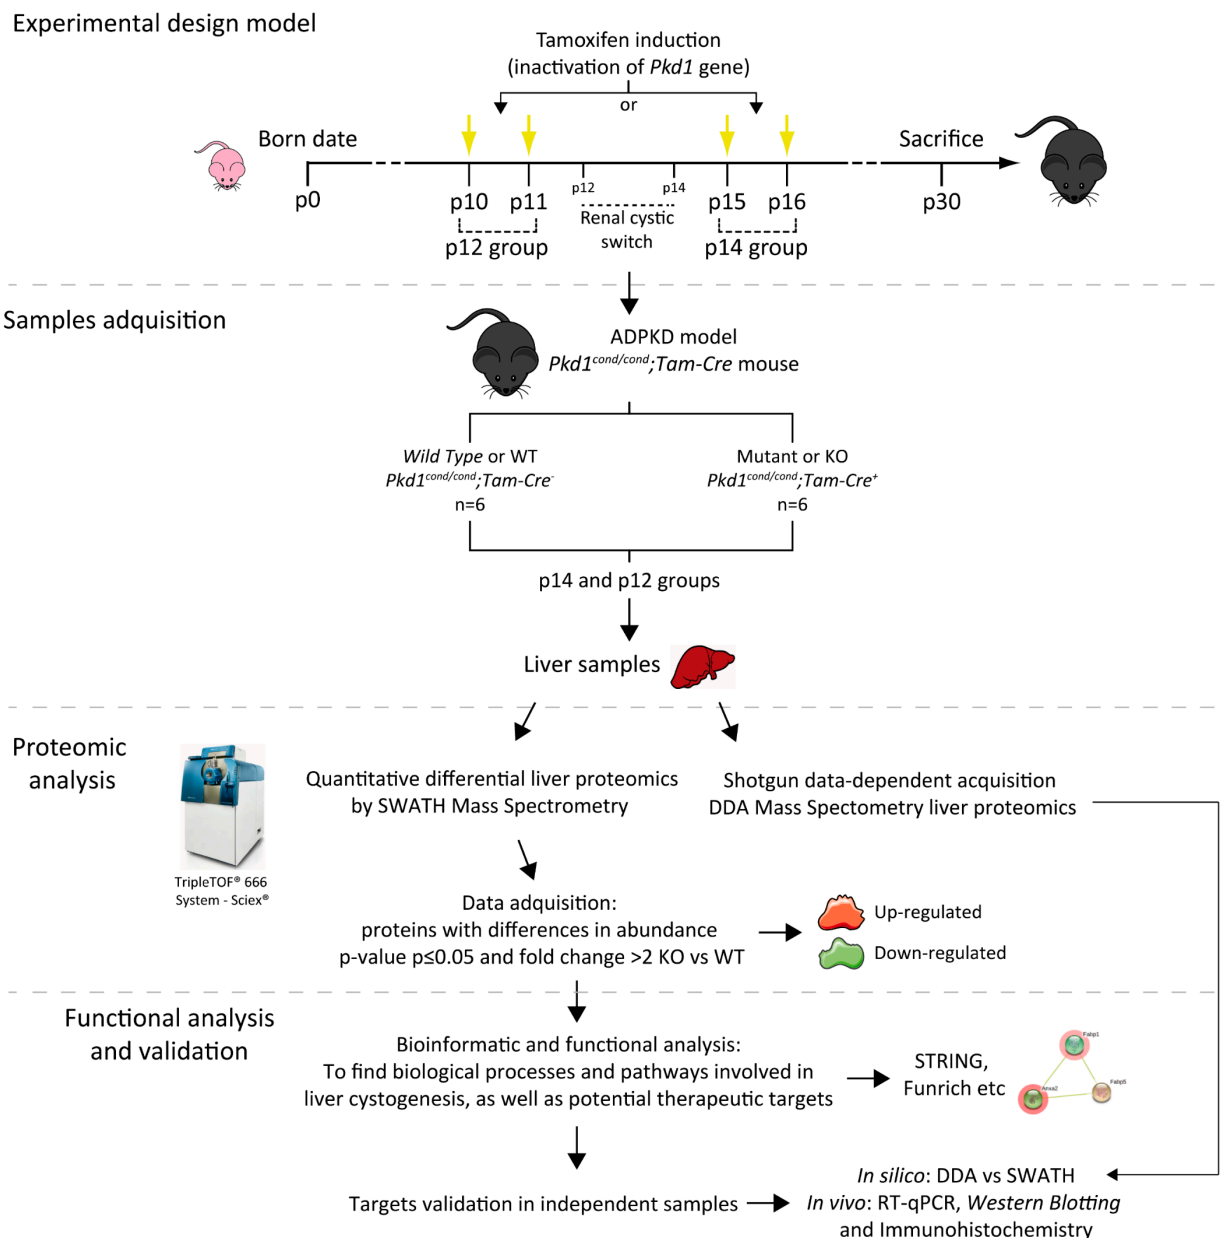 Experimental design model
Tamoxifen induction
(inactivation of Pkd1 gene)
or
Born date
Sacrifice
p0
p10
p11
p12
p14
p15
p16
p30
Renal cystic
switch
p12 group
p14 group
Samples adquisition
ADPKD model
Pkd1cond/cond;Tam-Cre mouse
Wild Type or WT
Pkd1cond/cond;Tam-Cre-
n=6
Mutant or KO
Pkd1cond/cond;Tam-Cre+
n=6
p14 and p12 groups
Liver samples
Proteomic
analysis
TripleTOF® 666
System - Sciex®
Quantitative differential liver proteomics
by SWATH Mass Spectrometry
Shotgun data-dependent acquisition
DDA Mass Spectometry liver proteomics
Data adquisition:
proteins with differences in abundance
p-value p≤0.05 and fold change >2 KO vs WT
Up-regulated
Down-regulated
Functional analysis
and validation
Bioinformatic and functional analysis:
To find biological processes and pathways involved in
liver cystogenesis, as well as potential therapeutic targets
STRING,
Funrich etc
Fabp1
Anxa2
Fabp5
Targets validation in independent samples
In silico: DDA vs SWATH
In vivo: RT-qPCR, Western Blotting
and Immunohistochemistry